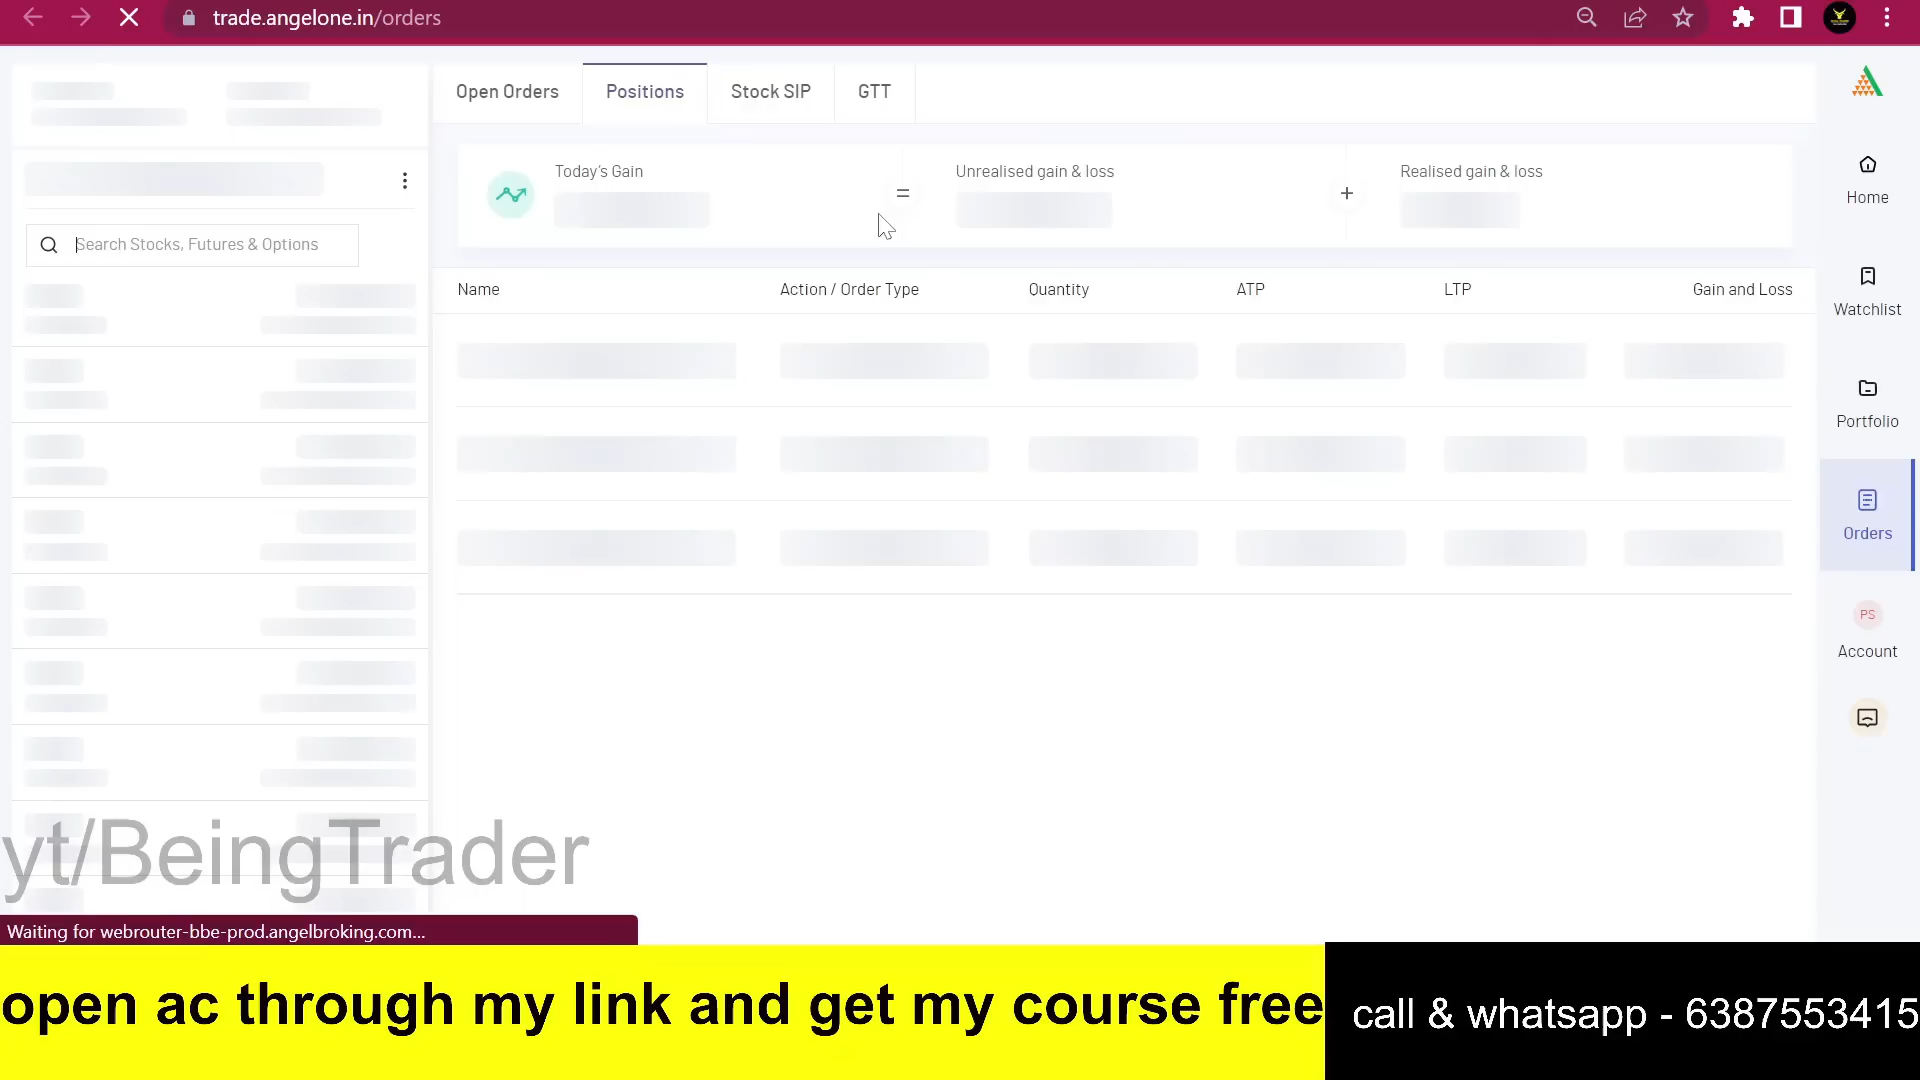 trade.angelone.in/orders
Open Orders
Positions
Stock SIP
GTT
Today's Gain
=
Unrealised gain & loss
+
Realised gain & loss
Search Stocks, Futures & Options
Name
Action / Order Type
Quantity
ATP
LTP
Gain and Loss
Home
Watchlist
Portfolio
Orders
PS
Account
yt/BeingTrader
Waiting for webrouter-bbe-prod.angelbroking.com...
open ac through my link and get my course free
call & whatsapp - 6387553415